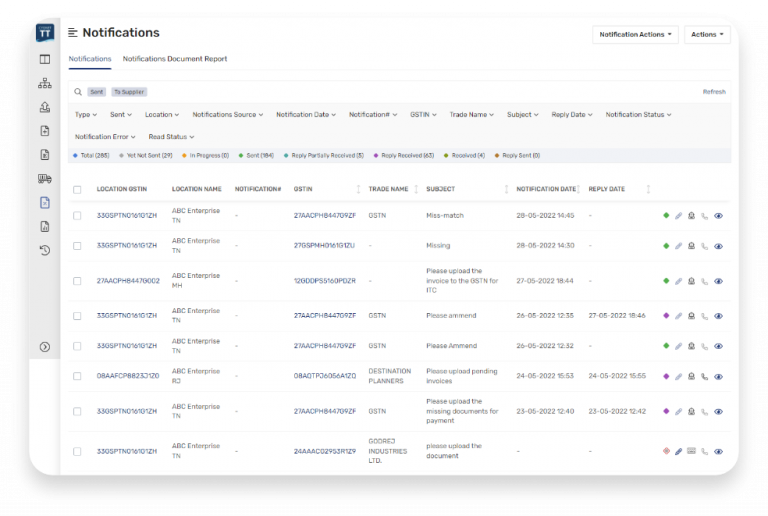 TT
Notifications
Notification Actions
Actions
Notifications
Notifications Document Report
Sent
To Supplier
Refresh
Type
Sent
Location
Notifications Source
Notification Date
Notification#
GSTIN
Trade Name
Subject
Reply Date
Notification Status
Notification Error
Read Status
Total (285)
Yet Not Sent (29)
In Progress (0)
Sent (184)
Reply Partially Received (5)
Reply Received (63)
Received (4)
Reply Sent (0)
LOCATION GSTIN
LOCATION NAME
NOTIFICATION#
GSTIN
TRADE NAME
SUBJECT
NOTIFICATION DATE
REPLY DATE
33GSPTN0161G1ZH
ABC Enterprise
TN
-
27AACPH8447G9ZF
GSTN
Miss-match
28-05-2022 14:45
-
33GSPTN0161G1ZH
ABC Enterprise
TN
-
27GSPMH0161G1ZU
-
Missing
28-05-2022 14:30
-
27AACPH8447G002
ABC Enterprise
MH
-
12GDDPS5160PDZR
-
Please upload the
invoice to the GSTN for
ITC
27-05-2022 18:44
-
33GSPTN0161G1ZH
ABC Enterprise
TN
-
27AACPH8447G9ZF
GSTN
Please ammend
26-05-2022 12:35
27-05-2022 18:46
33GSPTN0161G1ZH
ABC Enterprise
TN
-
27AACPH8447G9ZF
GSTN
Please Ammend
26-05-2022 12:32
-
08AAFCP8823J1Z0
ABC Enterprise
RJ
-
08AQTPJ6056A1ZQ
DESTINATION
PLANNERS
Please upload pending
invoices
24-05-2022 15:53
24-05-2022 15:55
33GSPTN0161G1ZH
ABC Enterprise
TN
-
27AACPH8447G9ZF
GSTN
Please upload the
missing documents for
payment
23-05-2022 12:40
23-05-2022 12:42
33GSPTN0161G1ZH
ABC Enterprise
TN
-
24AAACG2953R1Z9
GODREJ
INDUSTRIES
LTD.
please upload the
document
-
-